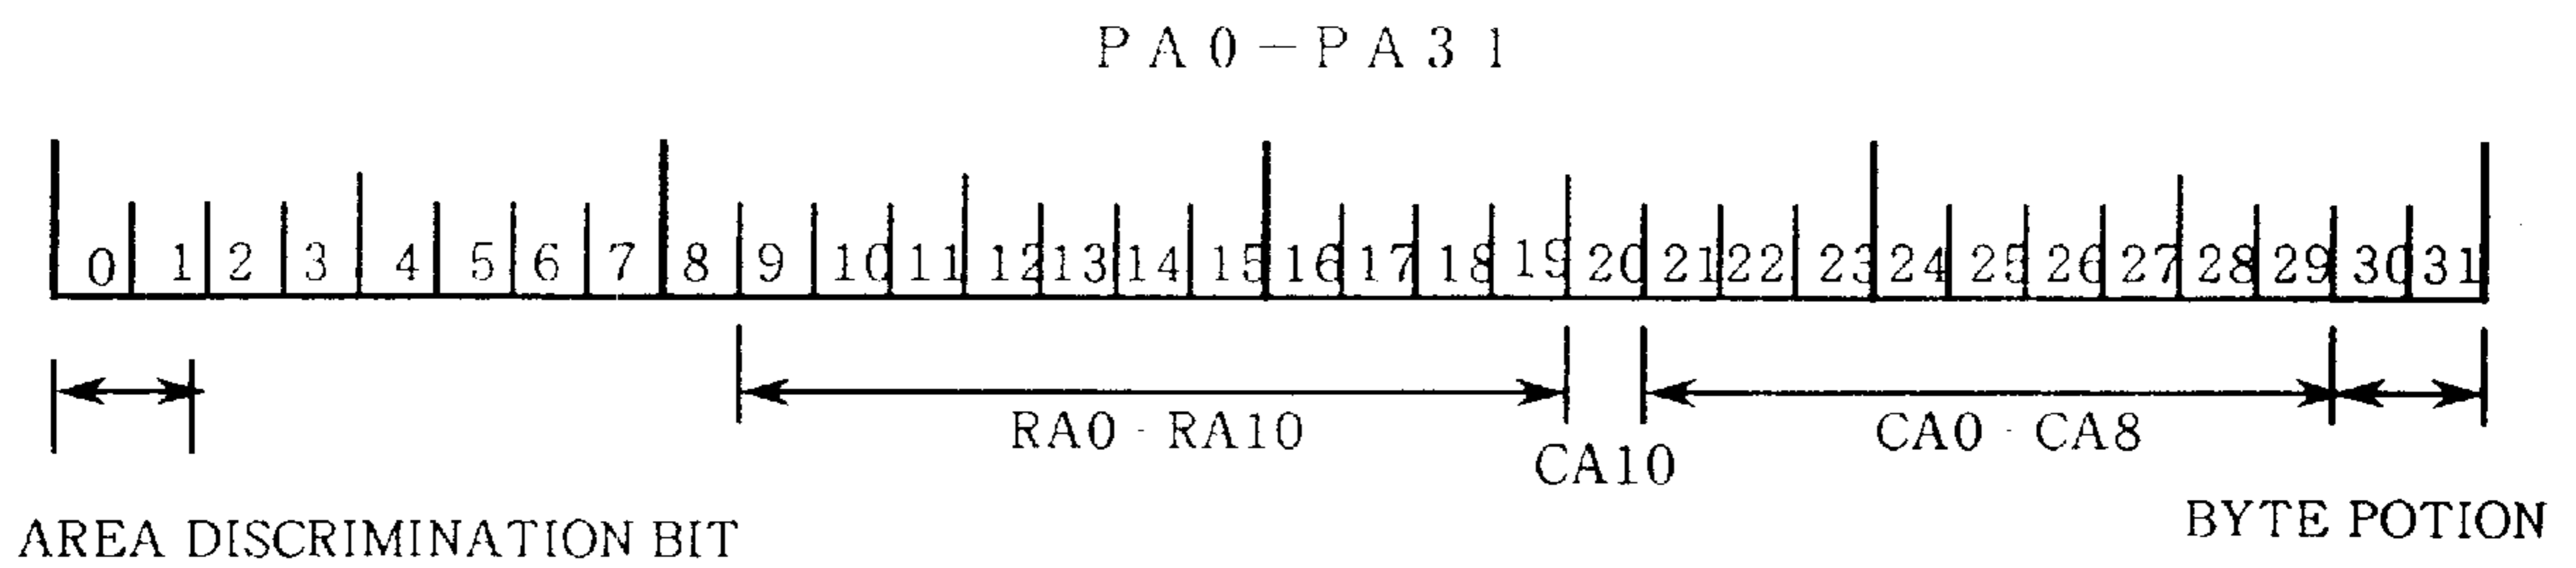 PA0-PA31
0 1 2 3 4 5 6 7 8 9 10 11 12 13 14 15 16 17 18 19 20 21 22 23 24 25 26 27 28 29 30 31
RA0-RA10
CA0-CA8
CA10
AREA DISCRIMINATION BIT
BYTE POTION